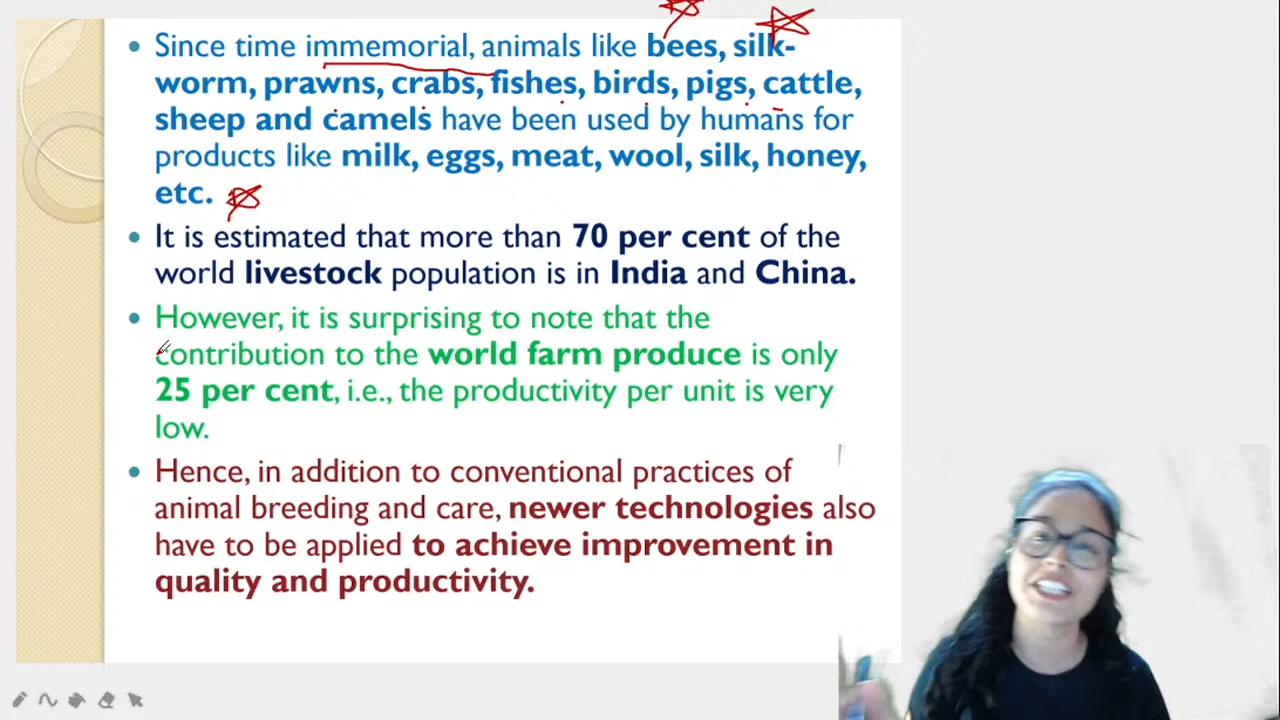 • Since time immemorial, animals like bees, silk-
worm, prawns, crabs, fishes, birds, pigs, cattle,
sheep and camels have been used by humans for
products like milk, eggs, meat, wool, silk, honey,
etc.
• It is estimated that more than 70 per cent of the
world livestock population is in India and China.
• However, it is surprising to note that the
contribution to the world farm produce is only
25 per cent, i.e., the productivity per unit is very
low.
• Hence, in addition to conventional practices of
animal breeding and care, newer technologies also
have to be applied to achieve improvement in
quality and productivity.